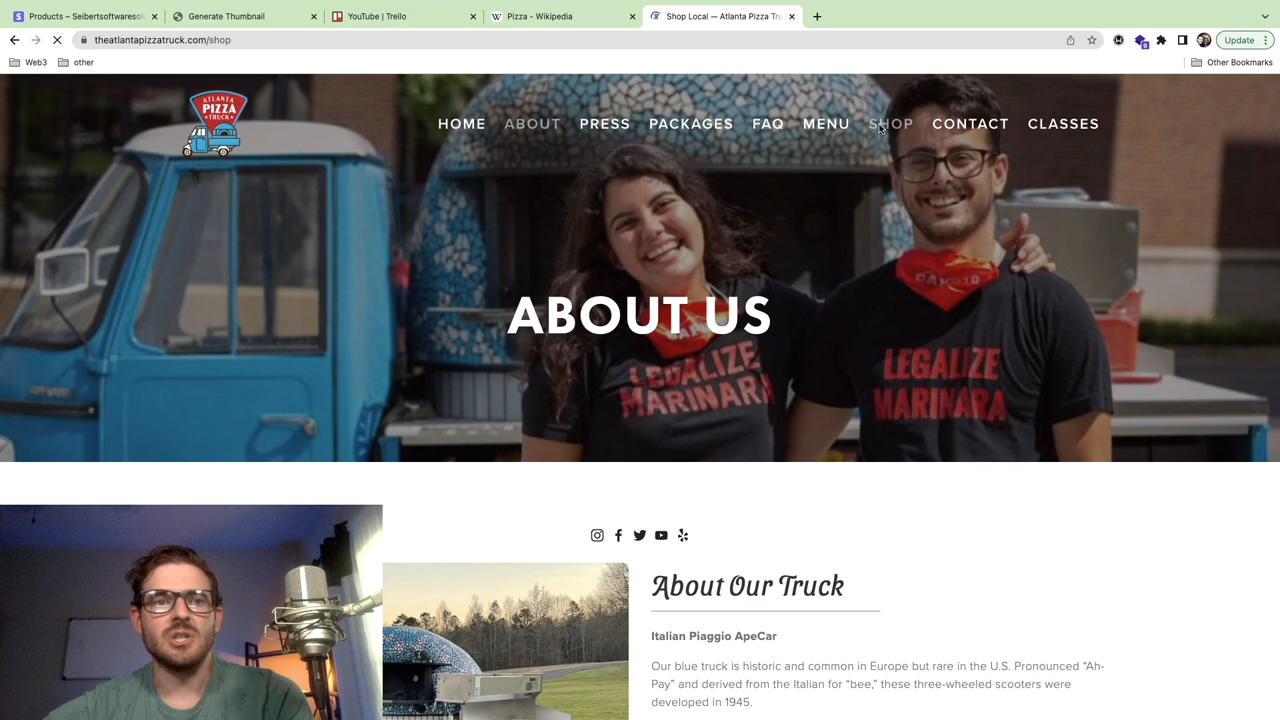 Products – Seibertsoftwaresol
Generate Thumbnail
YouTube | Trello
Pizza - Wikipedia
Shop Local — Atlanta Pizza Tru
theatlantapizzatruck.com/shop
Update
Web3
other
Other Bookmarks
ATLANTA
PIZZA
TRUCK
HOME
ABOUT
PRESS
PACKAGES
FAQ
MENU
SHOP
CONTACT
CLASSES
ABOUT US
LEGALIZE
MARINARA
LEGALIZE
MARINARA
About Our Truck
Italian Piaggio ApeCar
Our blue truck is historic and common in Europe but rare in the U.S. Pronounced “Ah-
Pay” and derived from the Italian for “bee,” these three-wheeled scooters were
developed in 1945.